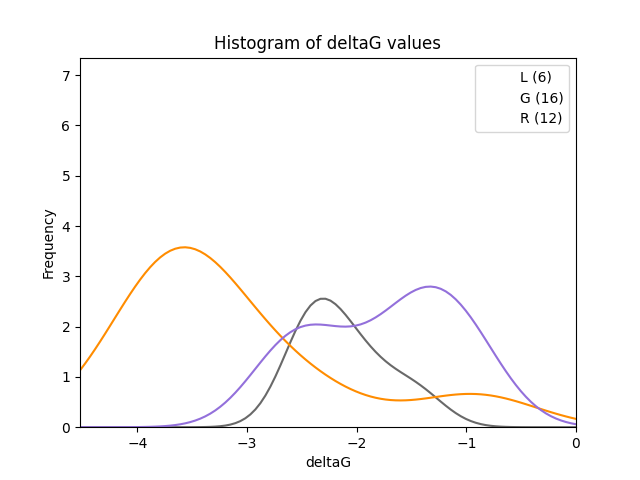 Histogram of deltaG values
L (6)
G (16)
R (12)
7
6
5
4
3
2
1
0
Frequency
−4
−3
−2
−1
0
deltaG